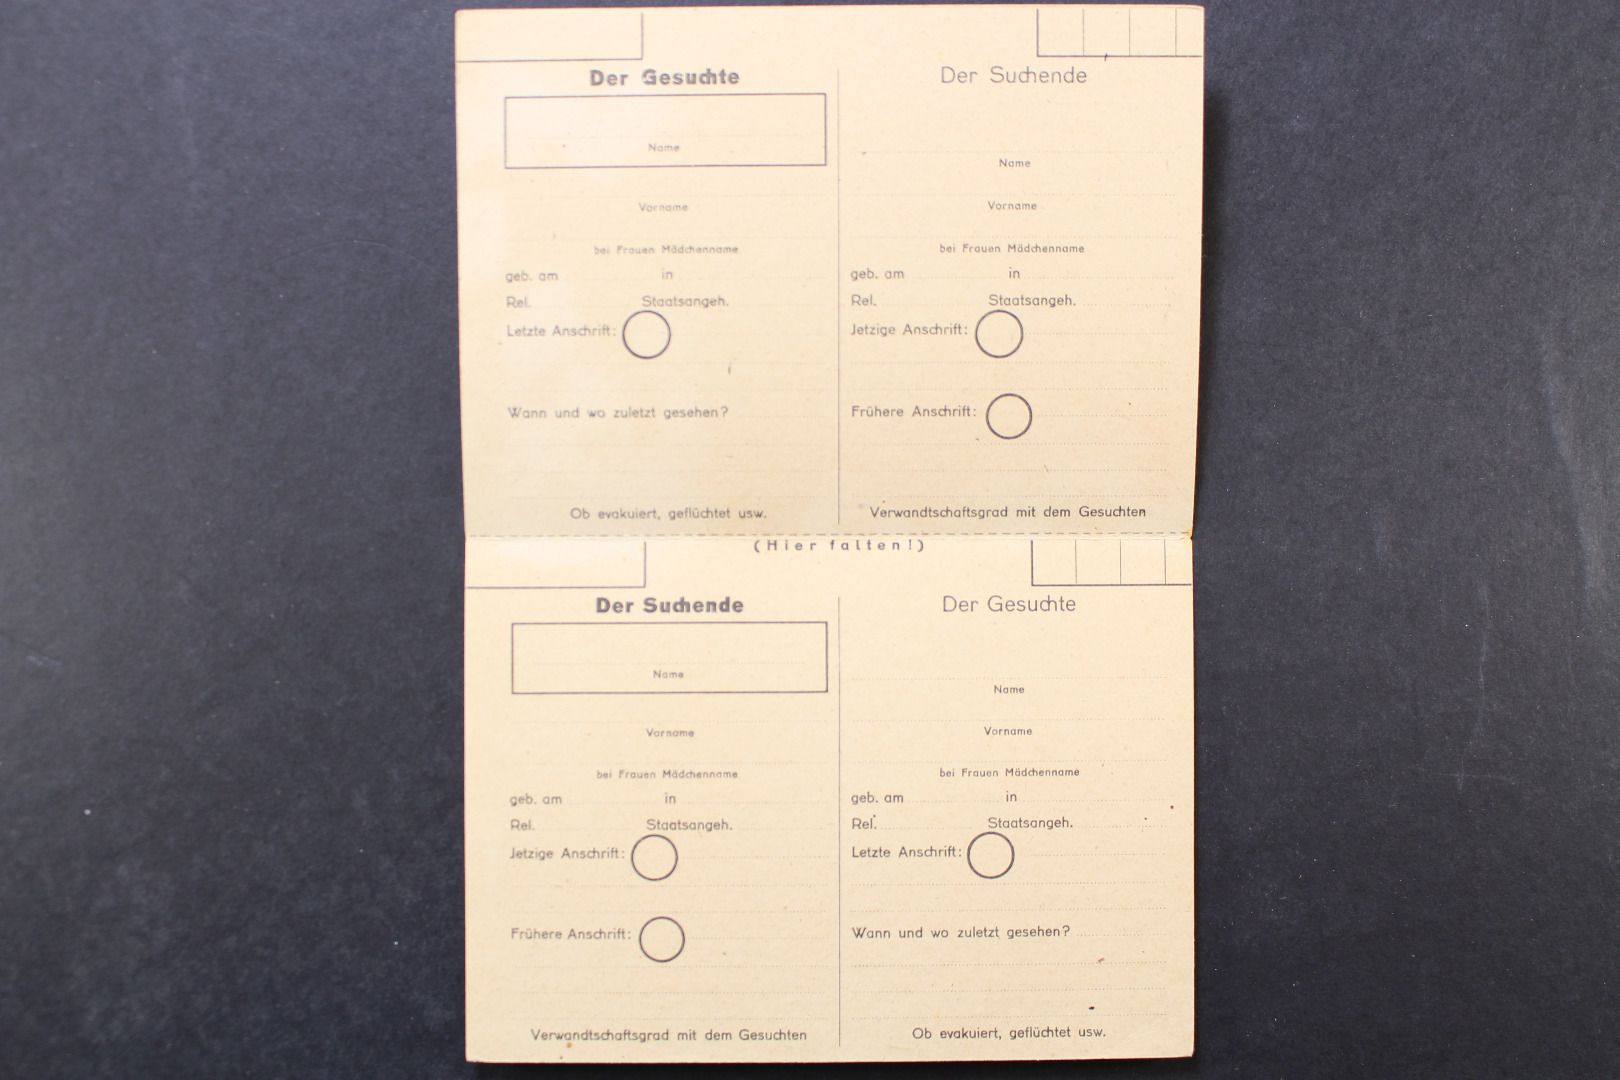 Der Gesuchte
Name
Vorname
bei Frauen Mädchenname
geb. am in
Rel. Staatsangeh.
Letzte Anschrift:
Wann und wo zuletzt gesehen?
Ob evakuiert, geflüchtet usw.
Der Suchende
Name
Vorname
bei Frauen Mädchenname
geb. am in
Rel. Staatsangeh.
Jetzige Anschrift:
Frühere Anschrift:
Verwandtschaftsgrad mit dem Gesuchten
(Hier falten!)
Der Suchende
Name
Vorname
bei Frauen Mädchenname
geb. am in
Rel. Staatsangeh.
Jetzige Anschrift:
Frühere Anschrift:
Verwandtschaftsgrad mit dem Gesuchten
Der Gesuchte
Name
Vorname
bei Frauen Mädchenname
geb. am in
Rel. Staatsangeh.
Letzte Anschrift:
Wann und wo zuletzt gesehen?
Ob evakuiert, geflüchtet usw.